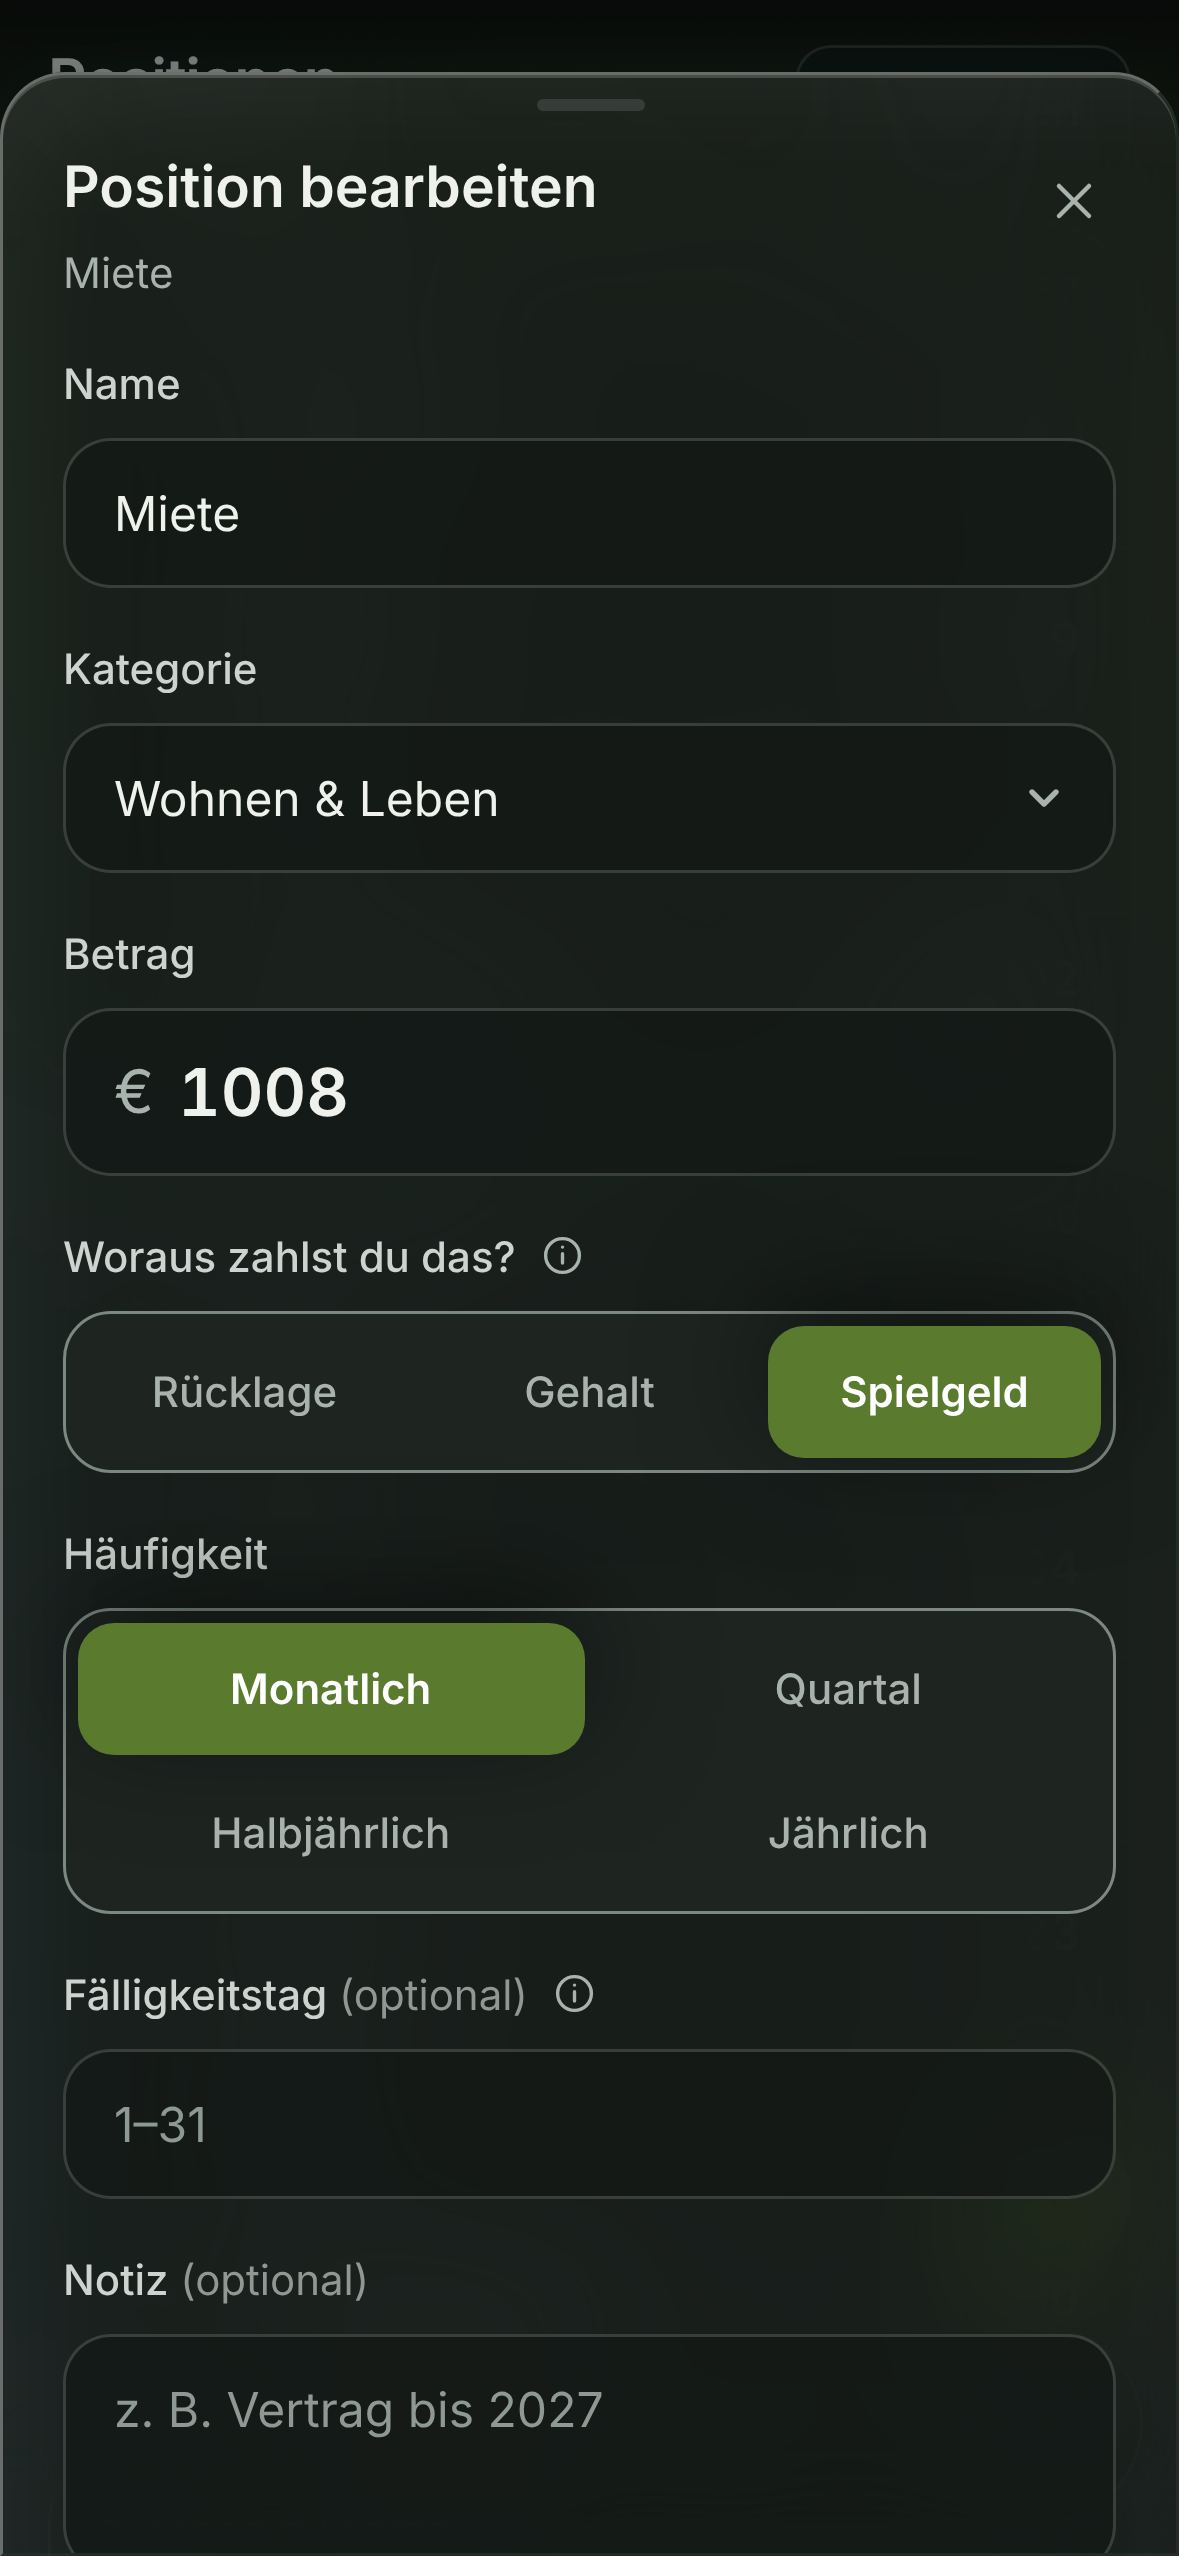 Positionen
Position bearbeiten
Miete
Name
Miete
Kategorie
Wohnen & Leben
Betrag
€ 1008
Woraus zahlst du das?
Rücklage Gehalt Spielgeld
Häufigkeit
Monatlich Quartal
Halbjährlich Jährlich
Fälligkeitstag (optional)
1–31
Notiz (optional)
z. B. Vertrag bis 2027